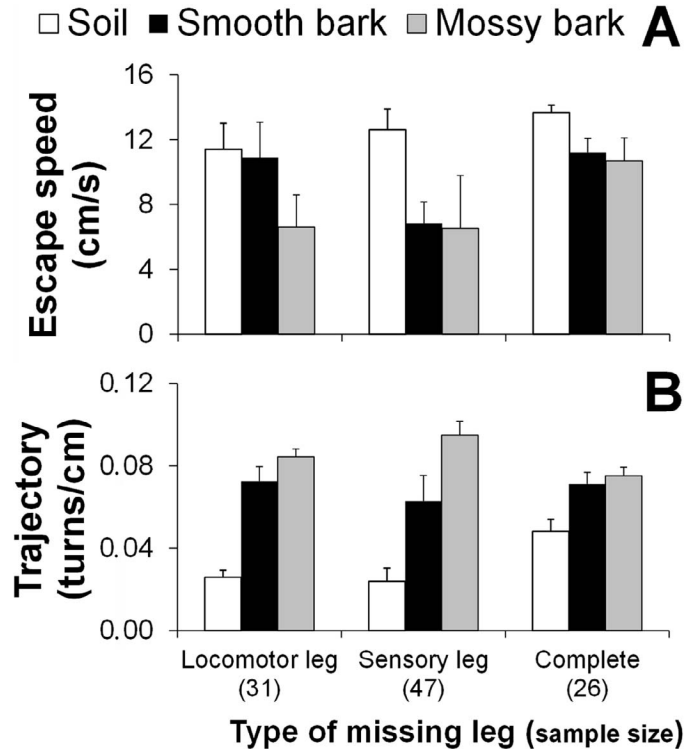 Soil Smooth bark Mossy bark
A
Escape speed
(cm/s)
16
12
8
4
0
B
Trajectory
(turns/cm)
0.12
0.08
0.04
0.00
Locomotor leg Sensory leg Complete
(31) (47) (26)
Type of missing leg (sample size)